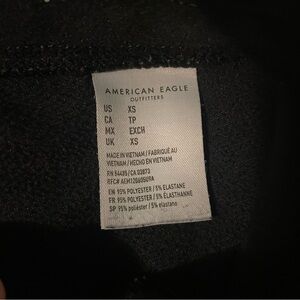 AMERICAN EAGLE
OUTFITTERS
US XS
CA TP
MX EXCH
UK XS
MADE IN VIETNAM / FABRIQUÉ AU
VIETNAM / HECHO EN VIETNAM
RN 54485 / CA 03873
RFC# AEM1206050
EN 95% POLYESTER / 5% ELASTANE
FR 95% POLYESTER / 5% ÉLASTHANNE
SP 95% poliéster / 5% elastano